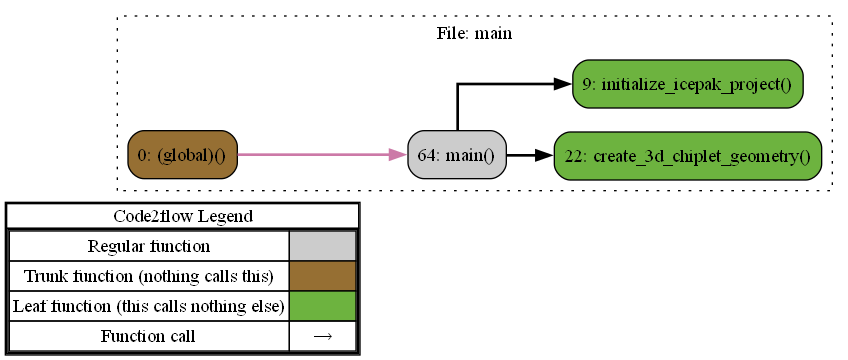 File: main
9: initialize_icepak_project()
0: (global)()
64: main()
22: create_3d_chiplet_geometry()
Code2flow Legend
Regular function
Trunk function (nothing calls this)
Leaf function (this calls nothing else)
Function call →